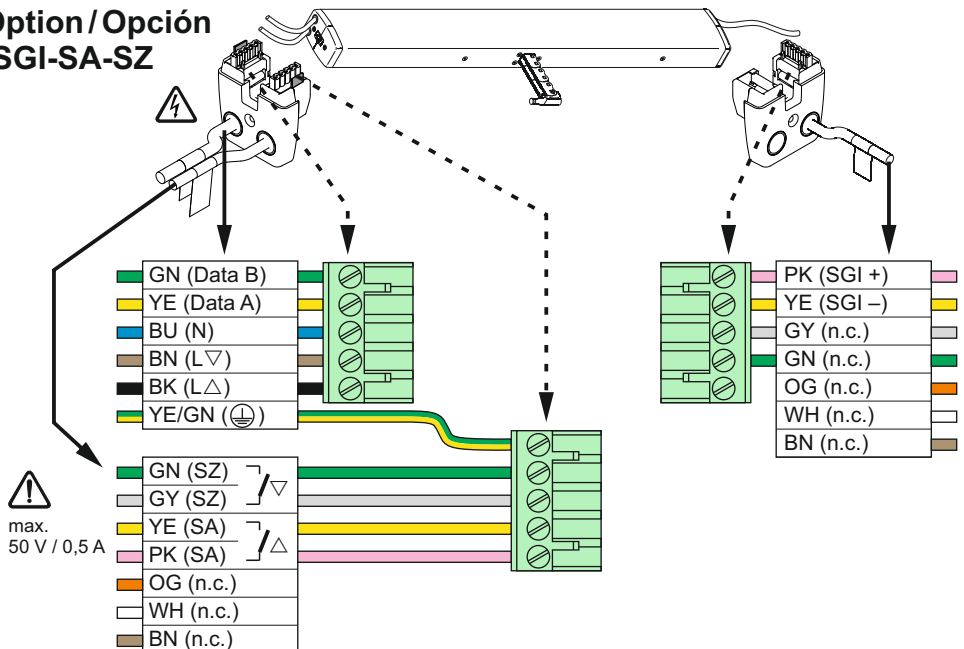 Option / Opción
SGI-SA-SZ
GN (Data B)
YE (Data A)
BU (N)
BN (L▽)
BK (L△)
YE/GN (⏚)
GN (SZ)
GY (SZ)
YE (SA)
PK (SA)
OG (n.c.)
WH (n.c.)
BN (n.c.)
▽
△
max.
50 V / 0,5 A
PK (SGI +)
YE (SGI –)
GY (n.c.)
GN (n.c.)
OG (n.c.)
WH (n.c.)
BN (n.c.)